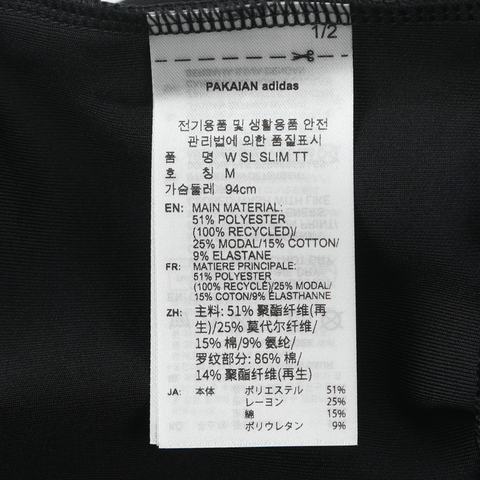 1/2
PAKAIAN adidas
전기용품 및 생활용품 안전
관리법에 의한 품질표시
품 명 W SL SLIM TT
호 칭 M
가슴둘레 94cm
EN: MAIN MATERIAL:
51% POLYESTER
(100% RECYCLED)/
25% MODAL/15% COTTON/
9% ELASTANE
FR: MATIERE PRINCIPALE:
51% POLYESTER
(100% RECYCLÉ)/25% MODAL/
15% COTON/9% ÉLASTHANNE
ZH: 主料: 51% 聚酯纤维(再
生)/25% 莫代尔纤维/
15% 棉/9% 氨纶/
罗纹部分: 86% 棉/
14% 聚酯纤维(再生)
JA: 本体 ポリエステル 51%
レーヨン 25%
綿 15%
ポリウレタン 9%